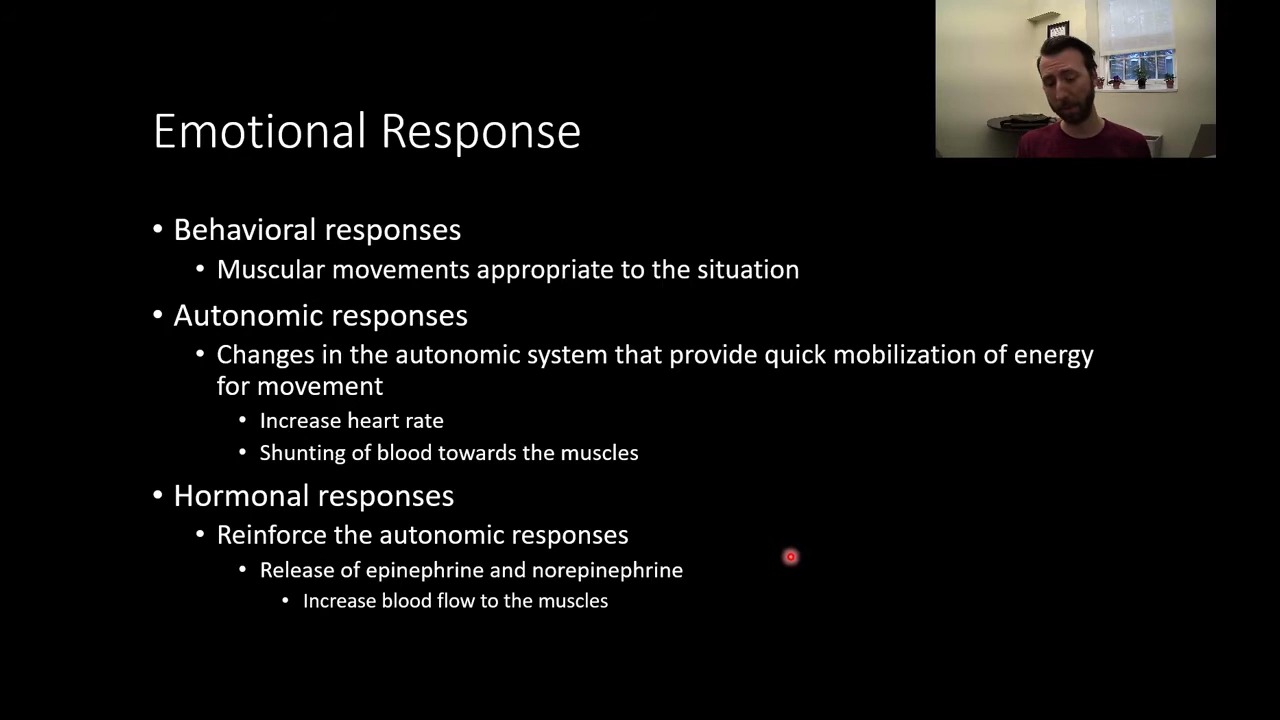 Emotional Response
• Behavioral responses
• Muscular movements appropriate to the situation
• Autonomic responses
• Changes in the autonomic system that provide quick mobilization of energy
for movement
• Increase heart rate
• Shunting of blood towards the muscles
• Hormonal responses
• Reinforce the autonomic responses
• Release of epinephrine and norepinephrine
• Increase blood flow to the muscles